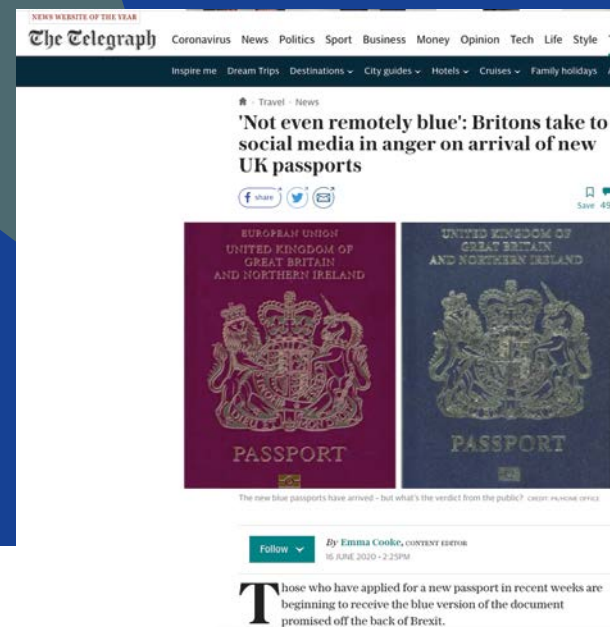 NEWS WEBSITE OF THE YEAR
The Telegraph
Coronavirus News Politics Sport Business Money Opinion Tech Life Style
Inspire me Dream Trips Destinations City guides Hotels Cruises Family holidays
Travel · News
'Not even remotely blue': Britons take to
social media in anger on arrival of new
UK passports
f share
Save 49
EUROPEAN UNION
UNITED KINGDOM OF
GREAT BRITAIN
AND NORTHERN IRELAND
PASSPORT
UNITED KINGDOM OF
GREAT BRITAIN
AND NORTHERN IRELAND
PASSPORT
The new blue passports have arrived – but what's the verdict from the public? CREDIT: PA/HOME OFFICE
Follow
By Emma Cooke, CONTENT EDITOR
16 JUNE 2020 • 2:25PM
Those who have applied for a new passport in recent weeks are
beginning to receive the blue version of the document
promised off the back of Brexit.